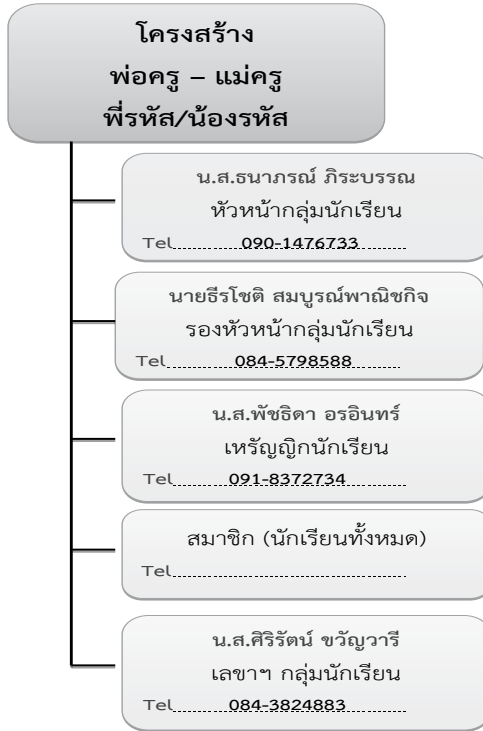 โครงสร้าง
พ่อครู – แม่ครู
พี่รหัส/น้องรหัส
น.ส.ธนาภรณ์ ภิระบรรณ
หัวหน้ากลุ่มนักเรียน
Tel 090-1476733
นายธีรโชติ สมบูรณ์พาณิชกิจ
รองหัวหน้ากลุ่มนักเรียน
Tel 084-5798588
น.ส.พัชธิดา อรอินทร์
เหรัญญิกนักเรียน
Tel 091-8372734
สมาชิก (นักเรียนทั้งหมด)
Tel
น.ส.ศิริรัตน์ ขวัญวารี
เลขาฯ กลุ่มนักเรียน
Tel 084-3824883